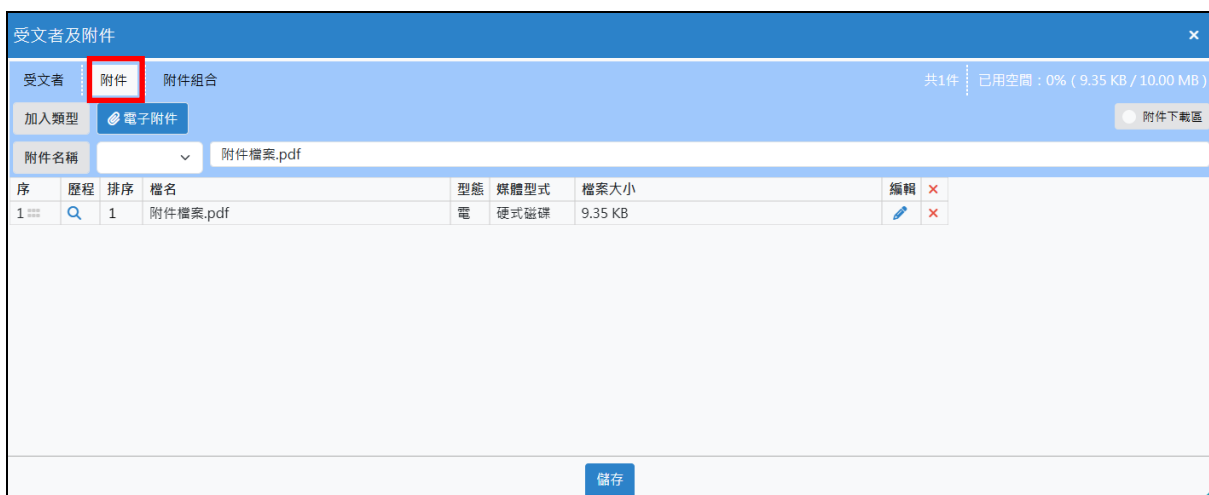 受文者及附件 ×
受文者 附件 附件組合 共1件 已用空間：0% ( 9.35 KB / 10.00 MB )
加入類型 電子附件 附件下載區
附件名稱 附件檔案.pdf
序 歷程 排序 檔名 型態 媒體型式 檔案大小 編輯 ×
1 1 附件檔案.pdf 電 硬式磁碟 9.35 KB ×
儲存